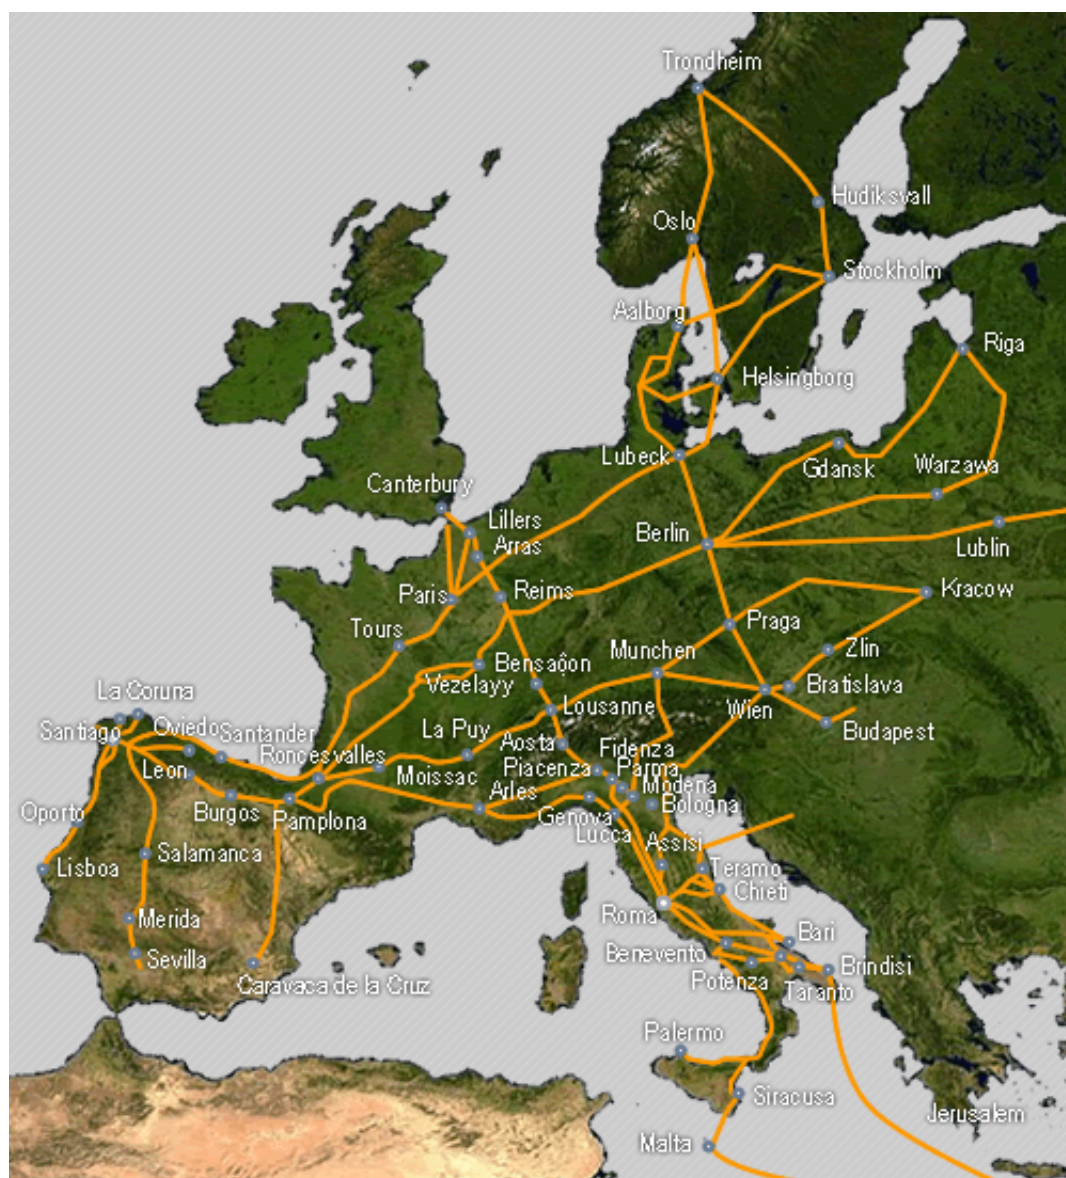 Trondheim
Hudiksvall
Oslo
Stockholm
Aalborg
Riga
Helsingborg
Lubeck
Gdansk
Warzawa
Canterbury
Lillers
Berlin
Arras
Lublin
Paris
Reims
Kracow
Tours
Praga
Munchen
Zlin
Bensaôon
Vezelayy
Bratislava
La Coruna
Lousanne
Wien
Santiago
Oviedo
Santander
La Puy
Aosta
Budapest
Roncesvalles
Fidenza
Leon
Moissac
Piacenza
Parma
Modena
Arles
Bologna
Oporto
Burgos
Pamplona
Genova
Lucca
Assisi
Salamanca
Lisboa
Teramo
Chieti
Roma
Merida
Bari
Benevento
Sevilla
Brindisi
Potenza
Taranto
Caravaca de la Cruz
Palermo
Siracusa
Jerusalem
Malta